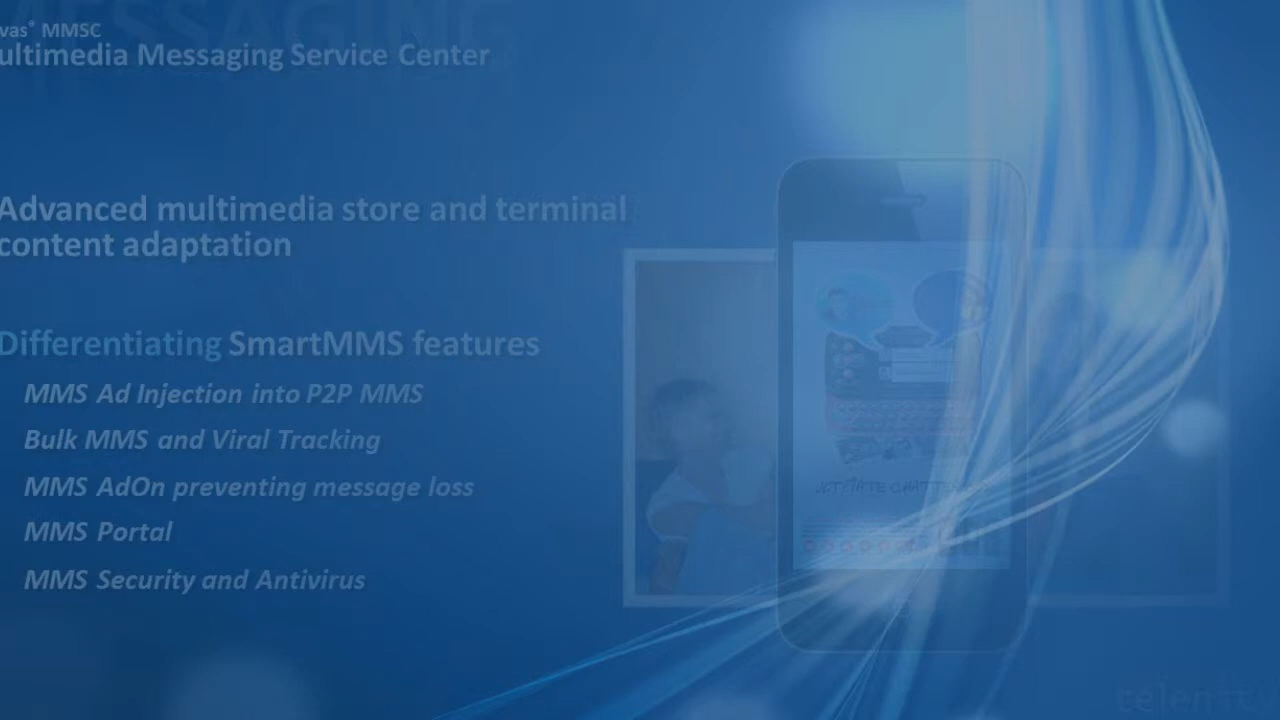 MESSAGING
vas® MMSC
ultimedia Messaging Service Center
Advanced multimedia store and terminal
content adaptation
Differentiating SmartMMS features
MMS Ad Injection into P2P MMS
Bulk MMS and Viral Tracking
MMS AdOn preventing message loss
MMS Portal
MMS Security and Antivirus